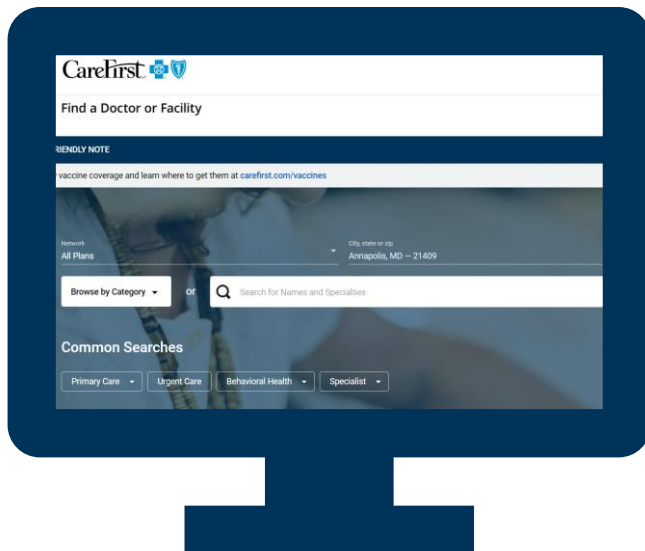 CareFirst
Find a Doctor or Facility
RIENDLY NOTE
vaccine coverage and learn where to get them at carefirst.com/vaccines
Network
City, state or zip
All Plans
Annapolis, MD — 21409
Browse by Category
or
Search for Names and Specialties
Common Searches
Primary Care
Urgent Care
Behavioral Health
Specialist